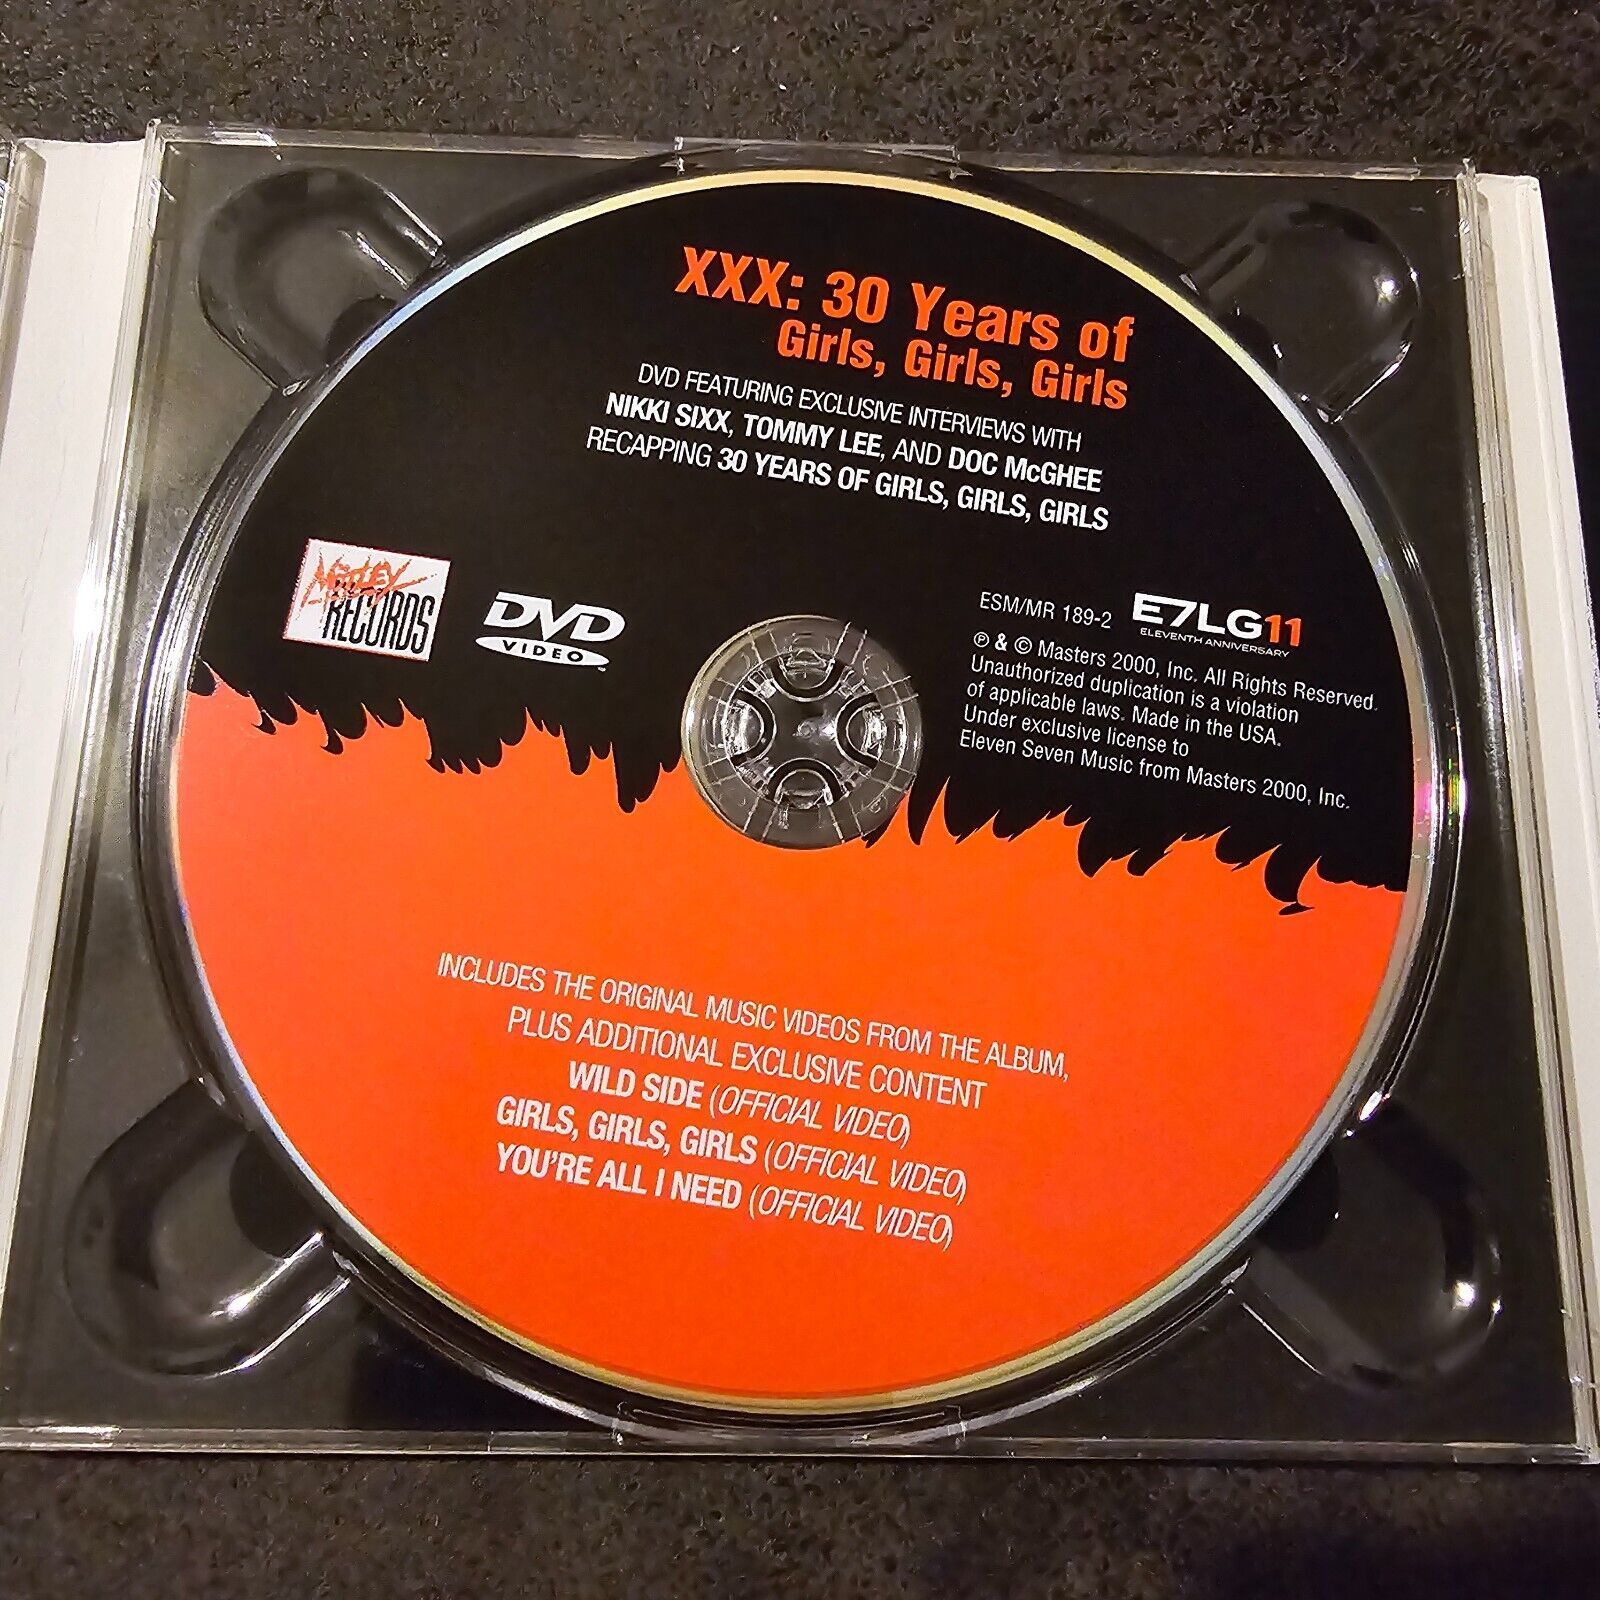 XXX: 30 Years of
Girls, Girls, Girls
DVD FEATURING EXCLUSIVE INTERVIEWS WITH
NIKKI SIXX, TOMMY LEE, AND DOC McGHEE
RECAPPING 30 YEARS OF GIRLS, GIRLS, GIRLS
MÖTLEY
RECORDS
DVD
VIDEO
ESM/MR 189-2
E7LG11
ELEVENTH ANNIVERSARY
℗ & © Masters 2000, Inc. All Rights Reserved.
Unauthorized duplication is a violation
of applicable laws. Made in the USA.
Under exclusive license to
Eleven Seven Music from Masters 2000, Inc.
INCLUDES THE ORIGINAL MUSIC VIDEOS FROM THE ALBUM,
PLUS ADDITIONAL EXCLUSIVE CONTENT
WILD SIDE (OFFICIAL VIDEO)
GIRLS, GIRLS, GIRLS (OFFICIAL VIDEO)
YOU'RE ALL I NEED (OFFICIAL VIDEO)